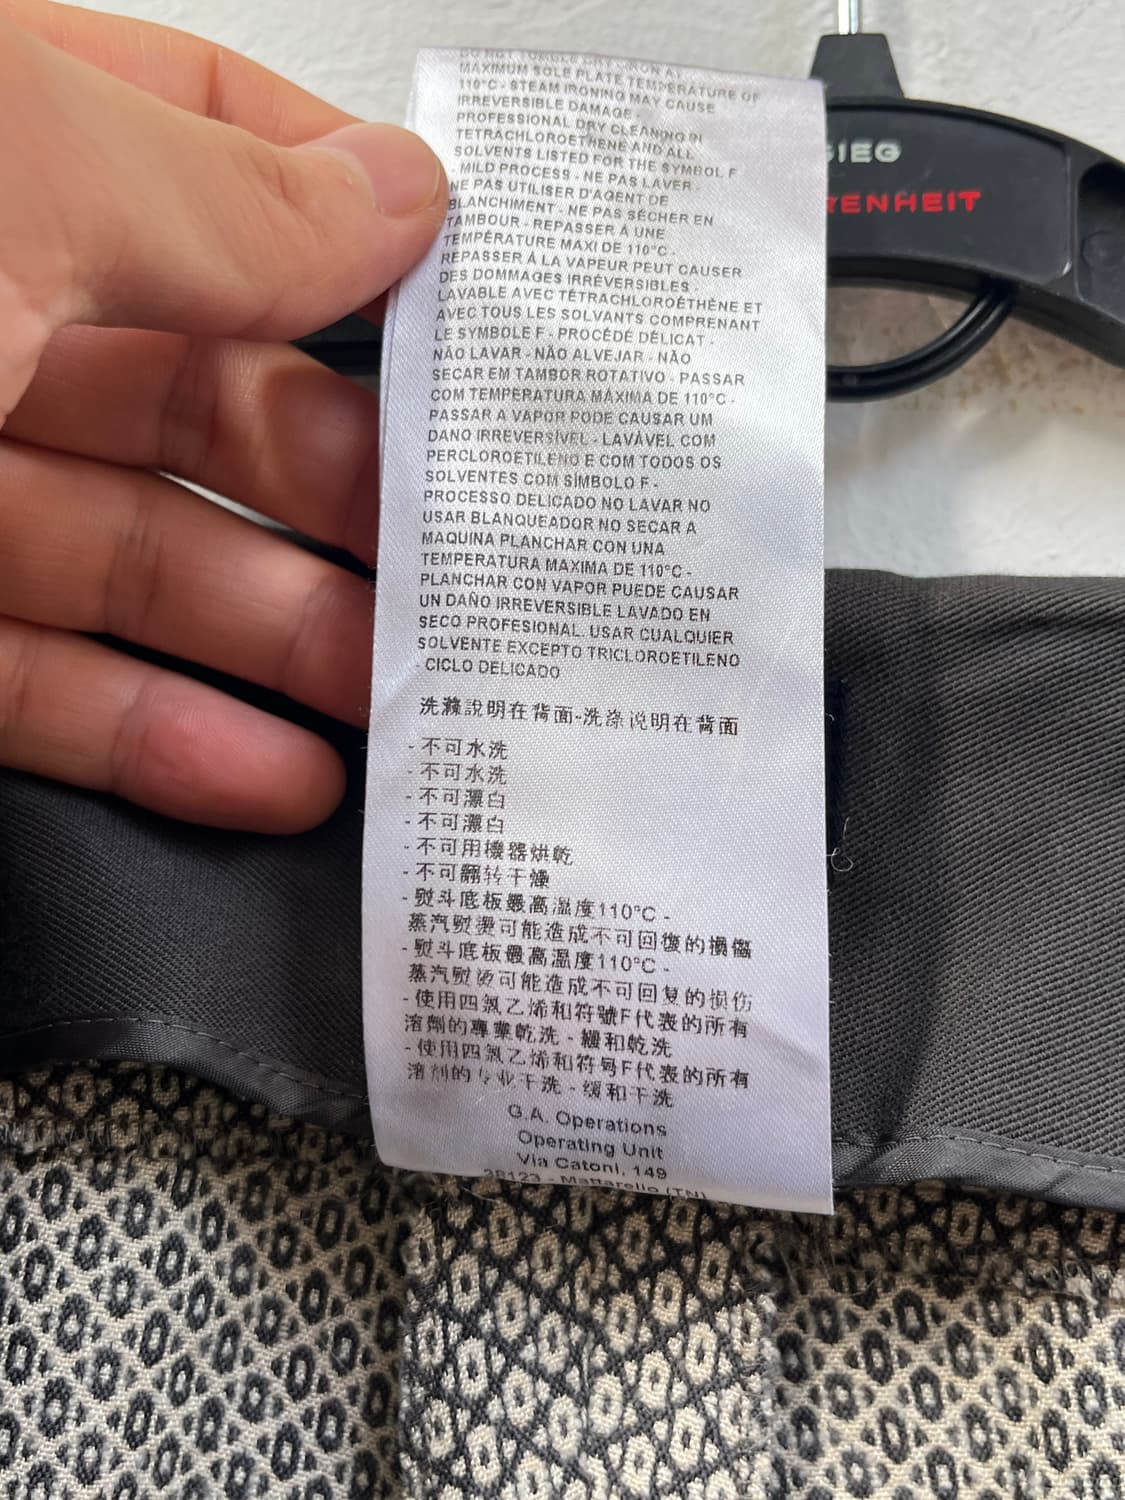 DO NOT TUMBLE DRY - IRON AT
MAXIMUM SOLE PLATE TEMPERATURE OF
110°C - STEAM IRONING MAY CAUSE
IRREVERSIBLE DAMAGE -
PROFESSIONAL DRY CLEANING IN
TETRACHLOROETHENE AND ALL
SOLVENTS LISTED FOR THE SYMBOL F
- MILD PROCESS - NE PAS LAVER -
NE PAS UTILISER D'AGENT DE
BLANCHIMENT - NE PAS SÉCHER EN
TAMBOUR - REPASSER À UNE
TEMPÉRATURE MAXI DE 110°C -
REPASSER À LA VAPEUR PEUT CAUSER
DES DOMMAGES IRRÉVERSIBLES -
LAVABLE AVEC TÉTRACHLOROÉTHÈNE ET
AVEC TOUS LES SOLVANTS COMPRENANT
LE SYMBOLE F - PROCÉDÉ DÉLICAT -
NÃO LAVAR - NÃO ALVEJAR - NÃO
SECAR EM TAMBOR ROTATIVO - PASSAR
COM TEMPERATURA MÁXIMA DE 110°C -
PASSAR A VAPOR PODE CAUSAR UM
DANO IRREVERSÍVEL - LAVÁVEL COM
PERCLOROETILENO E COM TODOS OS
SOLVENTES COM SÍMBOLO F -
PROCESSO DELICADO NO LAVAR NO
USAR BLANQUEADOR NO SECAR A
MAQUINA PLANCHAR CON UNA
TEMPERATURA MAXIMA DE 110°C -
PLANCHAR CON VAPOR PUEDE CAUSAR
UN DAÑO IRREVERSIBLE LAVADO EN
SECO PROFESIONAL. USAR CUALQUIER
SOLVENTE EXCEPTO TRICLOROETILENO
- CICLO DELICADO
洗滌說明在背面-洗涤说明在背面
- 不可水洗
- 不可水洗
- 不可漂白
- 不可漂白
- 不可用機器烘乾
- 不可翻转干燥
- 熨斗底板最高溫度110°C -
蒸汽熨燙可能造成不可回復的損傷
- 熨斗底板最高温度110°C -
蒸汽熨烫可能造成不可回复的损伤
- 使用四氯乙烯和符號F代表的所有
溶劑的專業乾洗 - 緩和乾洗
- 使用四氯乙烯和符号F代表的所有
溶剂的专业干洗 - 缓和干洗
G.A. Operations
Operating Unit
Via Catoni, 149
38123 - Mattarello (TN)
SIEG
RENHEIT